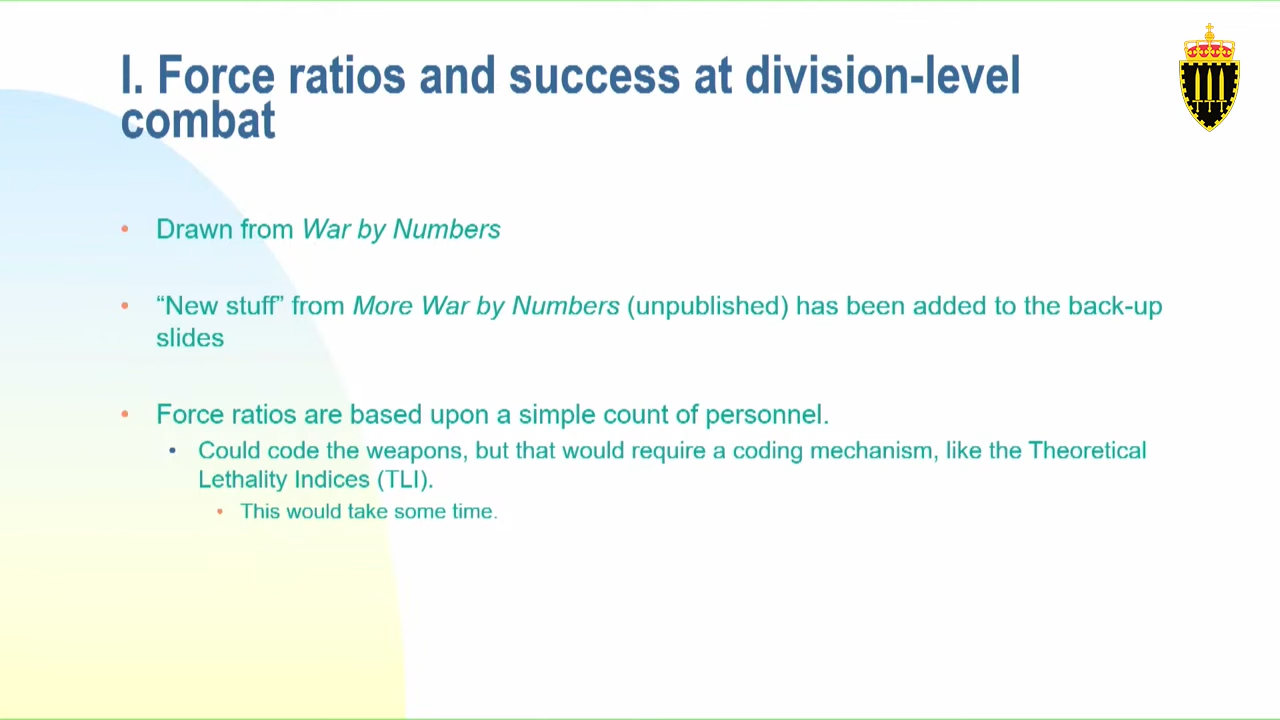 I. Force ratios and success at division-level
combat
• Drawn from War by Numbers
• “New stuff” from More War by Numbers (unpublished) has been added to the back-up
slides
• Force ratios are based upon a simple count of personnel.
• Could code the weapons, but that would require a coding mechanism, like the Theoretical
Lethality Indices (TLI).
• This would take some time.